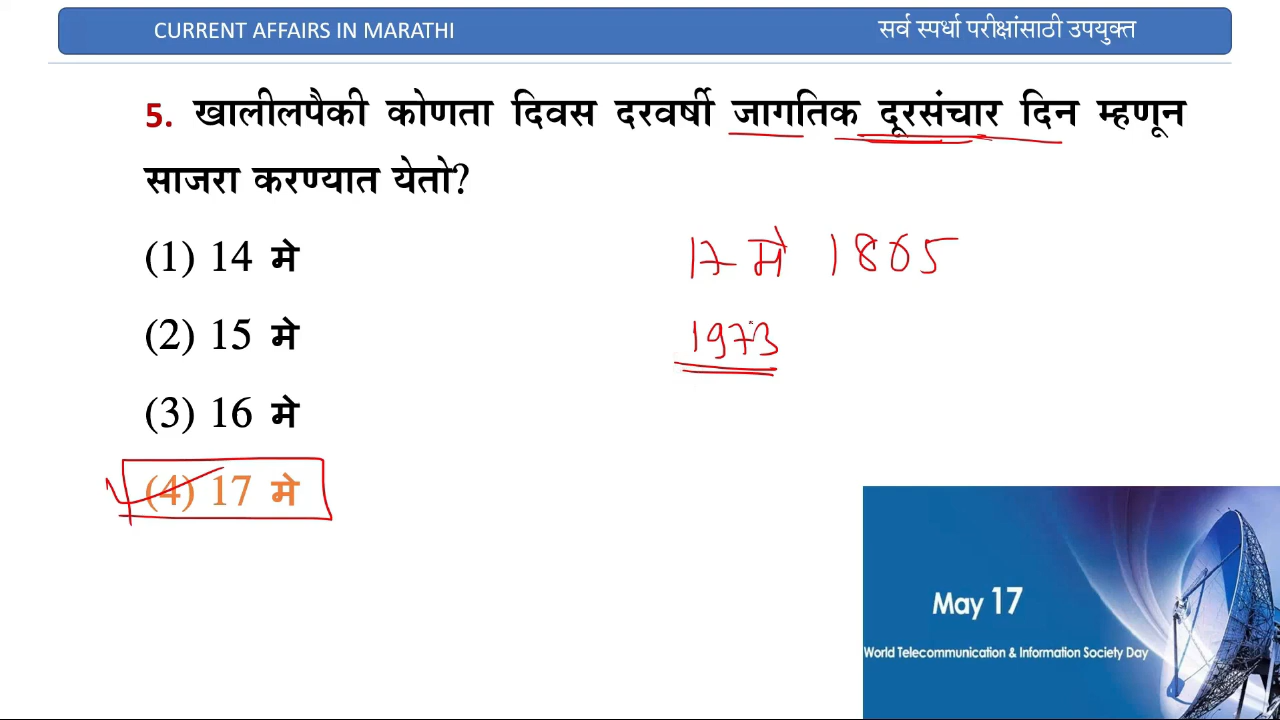 CURRENT AFFAIRS IN MARATHI
सर्व स्पर्धा परीक्षांसाठी उपयुक्त
5. खालीलपैकी कोणता दिवस दरवर्षी जागतिक दूरसंचार दिन म्हणून
साजरा करण्यात येतो?
(1) 14 मे
17 मे 1865
(2) 15 मे
1973
(3) 16 मे
(4) 17 मे
May 17
World Telecommunication & Information Society Day